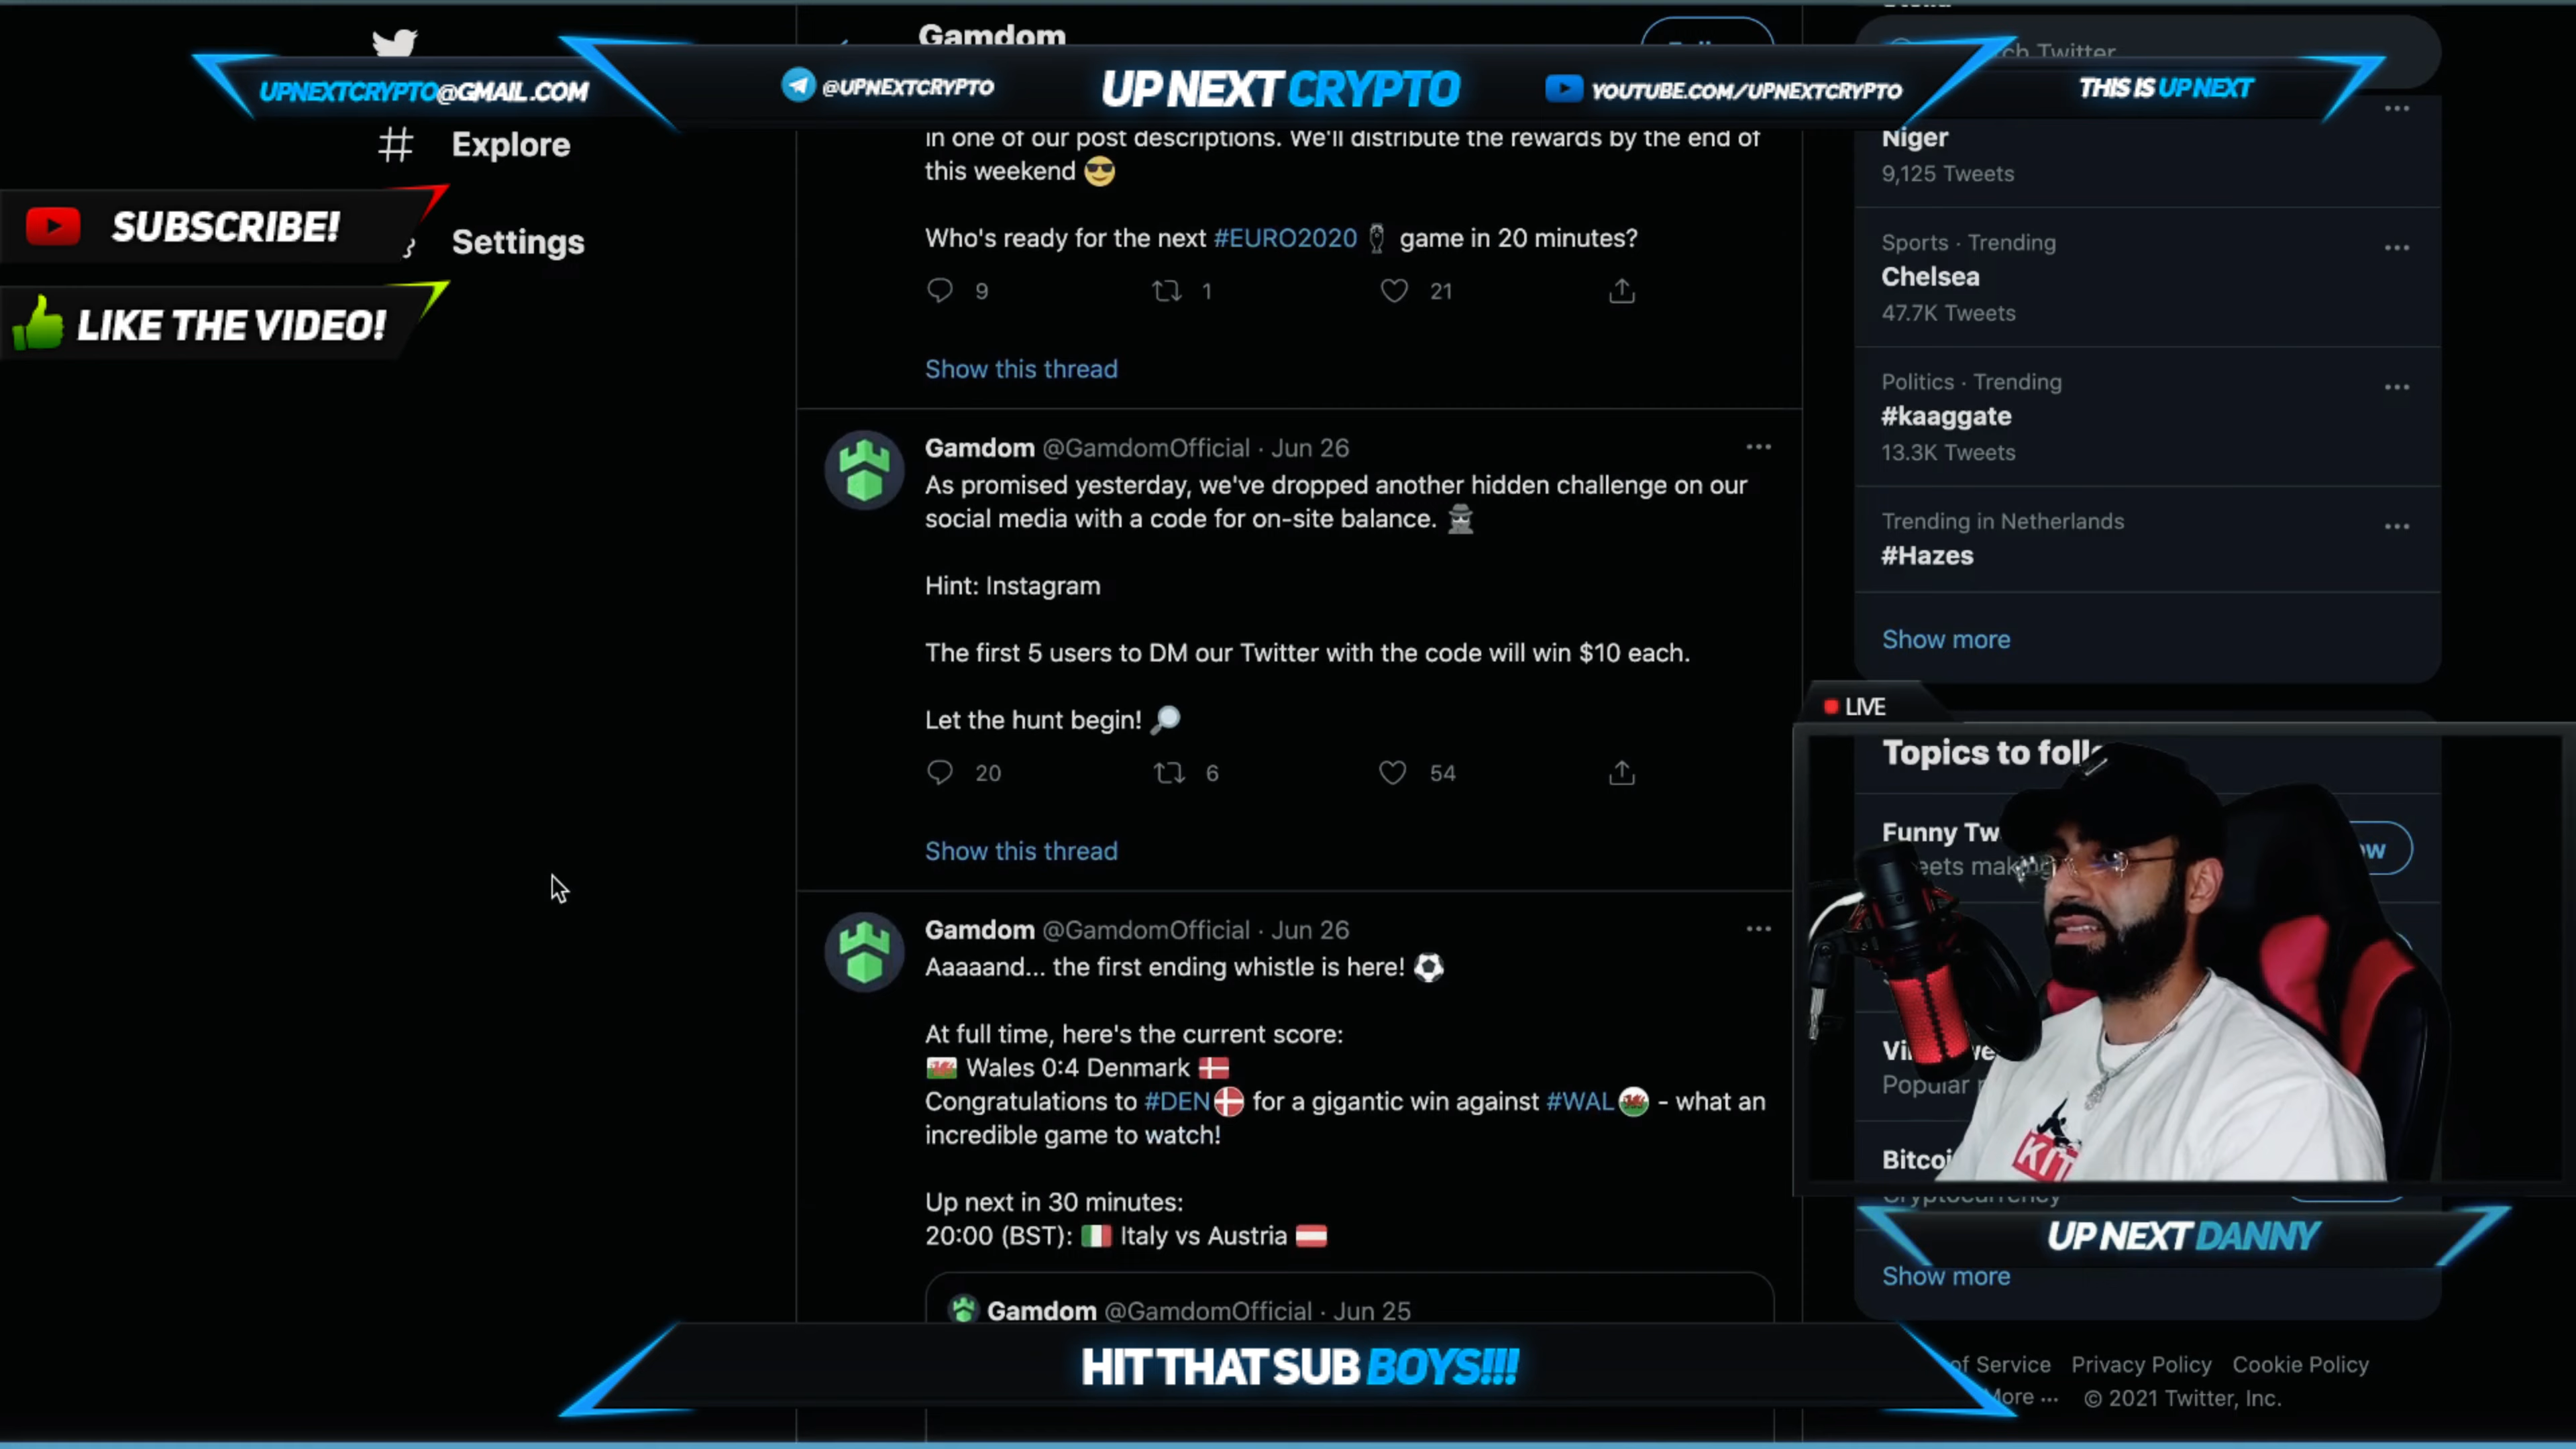 Gamdom
UPNEXTCRYPTO@GMAIL.COM
@UPNEXTCRYPTO
UP NEXT CRYPTO
YOUTUBE.COM/UPNEXTCRYPTO
THIS IS UP NEXT
Twitter
Explore
Settings
SUBSCRIBE!
LIKE THE VIDEO!
in one of our post descriptions. We'll distribute the rewards by the end of
this weekend 😎
Who's ready for the next #EURO2020 game in 20 minutes?
9 1 21
Show this thread
Gamdom @GamdomOfficial · Jun 26
As promised yesterday, we've dropped another hidden challenge on our
social media with a code for on-site balance.
Hint: Instagram
The first 5 users to DM our Twitter with the code will win $10 each.
Let the hunt begin! 🔎
20 6 54
Show this thread
Gamdom @GamdomOfficial · Jun 26
Aaaaand... the first ending whistle is here! ⚽
At full time, here's the current score:
🏴󠁧󠁢󠁷󠁬󠁳󠁿 Wales 0:4 Denmark 🇩🇰
Congratulations to #DEN for a gigantic win against #WAL - what an
incredible game to watch!
Up next in 30 minutes:
20:00 (BST): 🇮🇹 Italy vs Austria 🇦🇹
Gamdom @GamdomOfficial · Jun 25
HIT THAT SUB BOYS!!!
Niger
9,125 Tweets
Sports · Trending
Chelsea
47.7K Tweets
Politics · Trending
#kaaggate
13.3K Tweets
Trending in Netherlands
#Hazes
Show more
LIVE
Topics to
Funny
Popular
KIT
Cryptocurrency
UP NEXT DANNY
Show more
of Service Privacy Policy Cookie Policy
More ··· © 2021 Twitter, Inc.